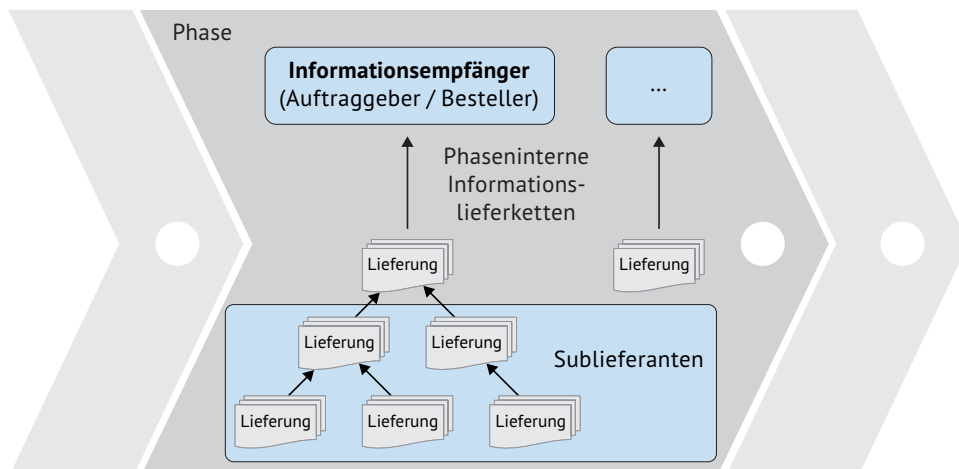 Phase
Informationsempfänger
(Auftraggeber / Besteller)
...
Phaseninterne
Informations-
lieferketten
Lieferung
Lieferung
Lieferung
Lieferung
Sublieferanten
Lieferung
Lieferung
Lieferung